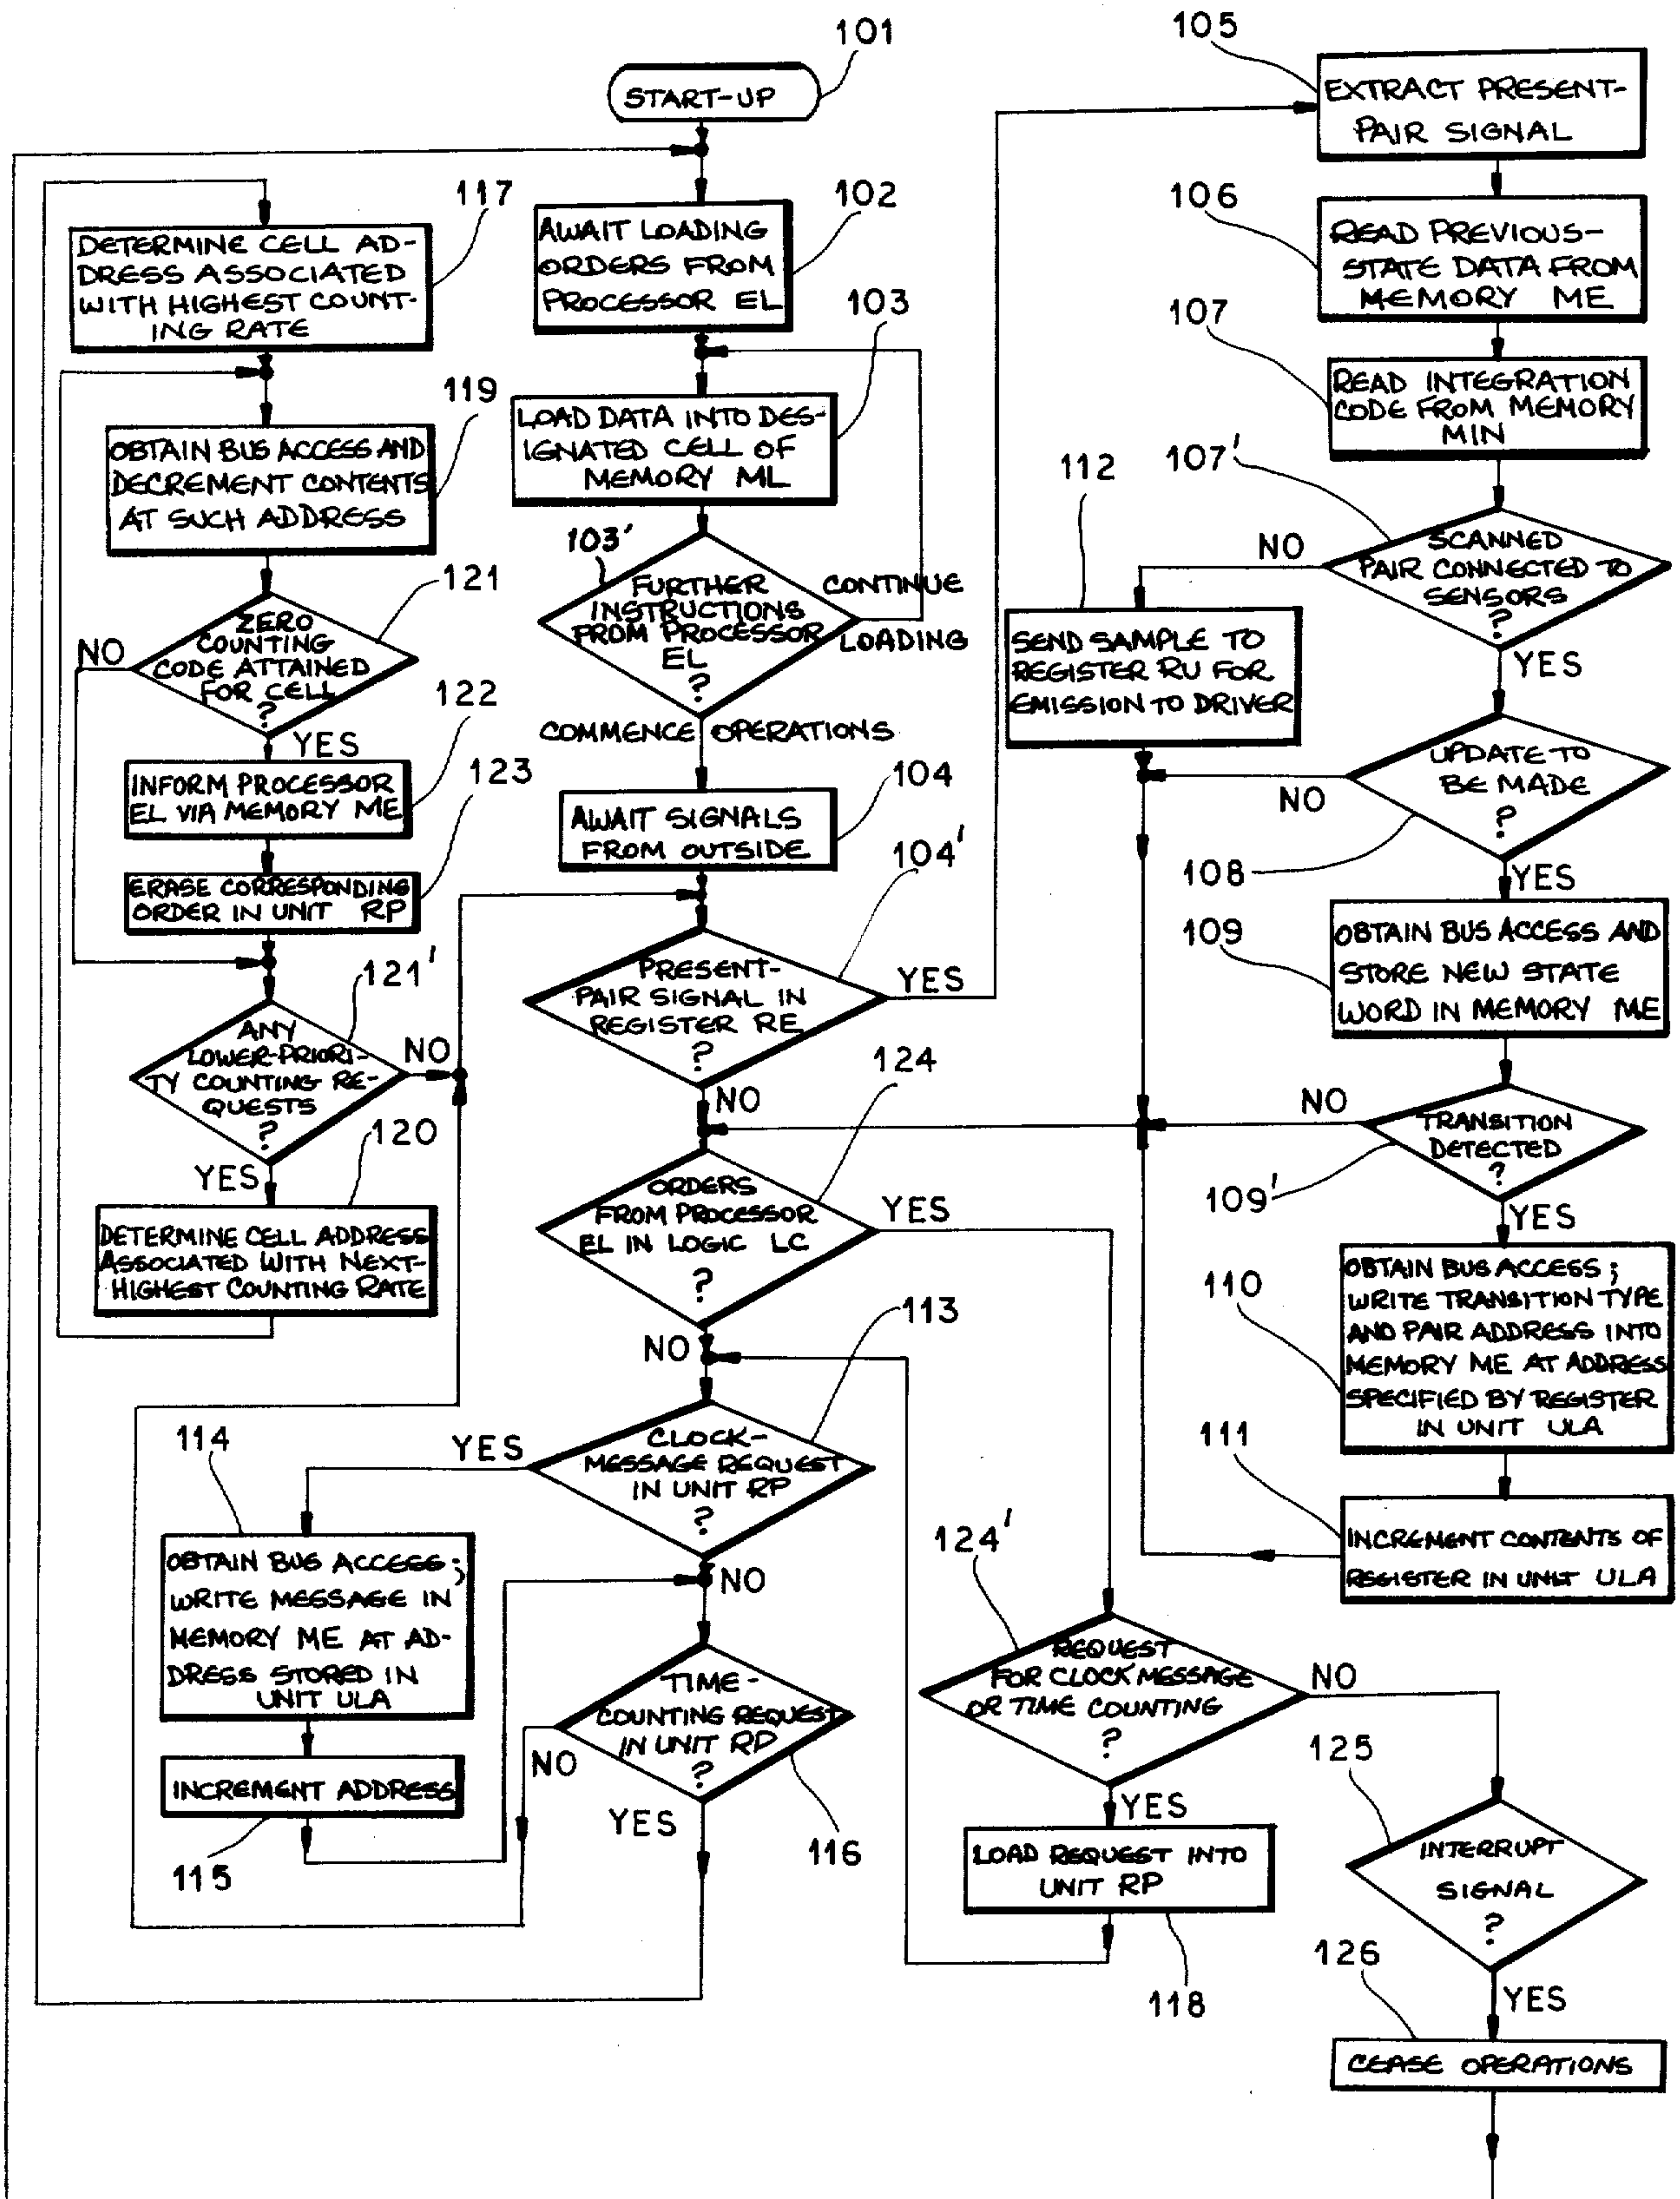 101
START-UP
117
DETERMINE CELL AD-
DRESS ASSOCIATED
WITH HIGHEST COUNT-
ING RATE
119
OBTAIN BUS ACCESS AND
DECREMENT CONTENTS
AT SUCH ADDRESS
121
ZERO
COUNTING
CODE ATTAINED
FOR CELL
?
NO
YES
122
INFORM PROCESSOR
EL VIA MEMORY ME
123
ERASE CORRESPONDING
ORDER IN UNIT RP
121'
ANY
LOWER-PRIORI-
TY COUNTING RE-
QUESTS
?
NO
YES
120
DETERMINE CELL ADDRESS
ASSOCIATED WITH NEXT-
HIGHEST COUNTING RATE
102
AWAIT LOADING
ORDERS FROM
PROCESSOR EL
103
LOAD DATA INTO DES-
IGNATED CELL OF
MEMORY ML
103'
FURTHER
INSTRUCTIONS
FROM PROCESSOR
EL
?
CONTINUE
LOADING
COMMENCE OPERATIONS
104
AWAIT SIGNALS
FROM OUTSIDE
104'
PRESENT-
PAIR SIGNAL IN
REGISTER RE
?
YES
NO
124
ORDERS
FROM PROCESSOR
EL IN LOGIC LC
?
YES
NO
113
CLOCK-
MESSAGE REQUEST
IN UNIT RP
?
YES
NO
114
OBTAIN BUS ACCESS;
WRITE MESSAGE IN
MEMORY ME AT AD-
DRESS STORED IN
UNIT ULA
INCREMENT ADDRESS
115
TIME-
COUNTING REQUEST
IN UNIT RP
?
NO
YES
116
105
EXTRACT PRESENT-
PAIR SIGNAL
106
READ PREVIOUS-
STATE DATA FROM
MEMORY ME
107
READ INTEGRATION
CODE FROM MEMORY
MIN
107'
SCANNED
PAIR CONNECTED TO
SENSORS
?
NO
YES
112
SEND SAMPLE TO
REGISTER RU FOR
EMISSION TO DRIVER
UPDATE TO
BE MADE
?
NO
108
YES
109
OBTAIN BUS ACCESS AND
STORE NEW STATE
WORD IN MEMORY ME
TRANSITION
DETECTED
?
NO
109'
YES
110
OBTAIN BUS ACCESS;
WRITE TRANSITION TYPE
AND PAIR ADDRESS INTO
MEMORY ME AT ADDRESS
SPECIFIED BY REGISTER
IN UNIT ULA
111
INCREMENT CONTENTS OF
REGISTER IN UNIT ULA
124'
REQUEST
FOR CLOCK MESSAGE
OR TIME COUNTING
?
NO
YES
LOAD REQUEST INTO
UNIT RP
118
125
INTERRUPT
SIGNAL
?
YES
126
CEASE OPERATIONS